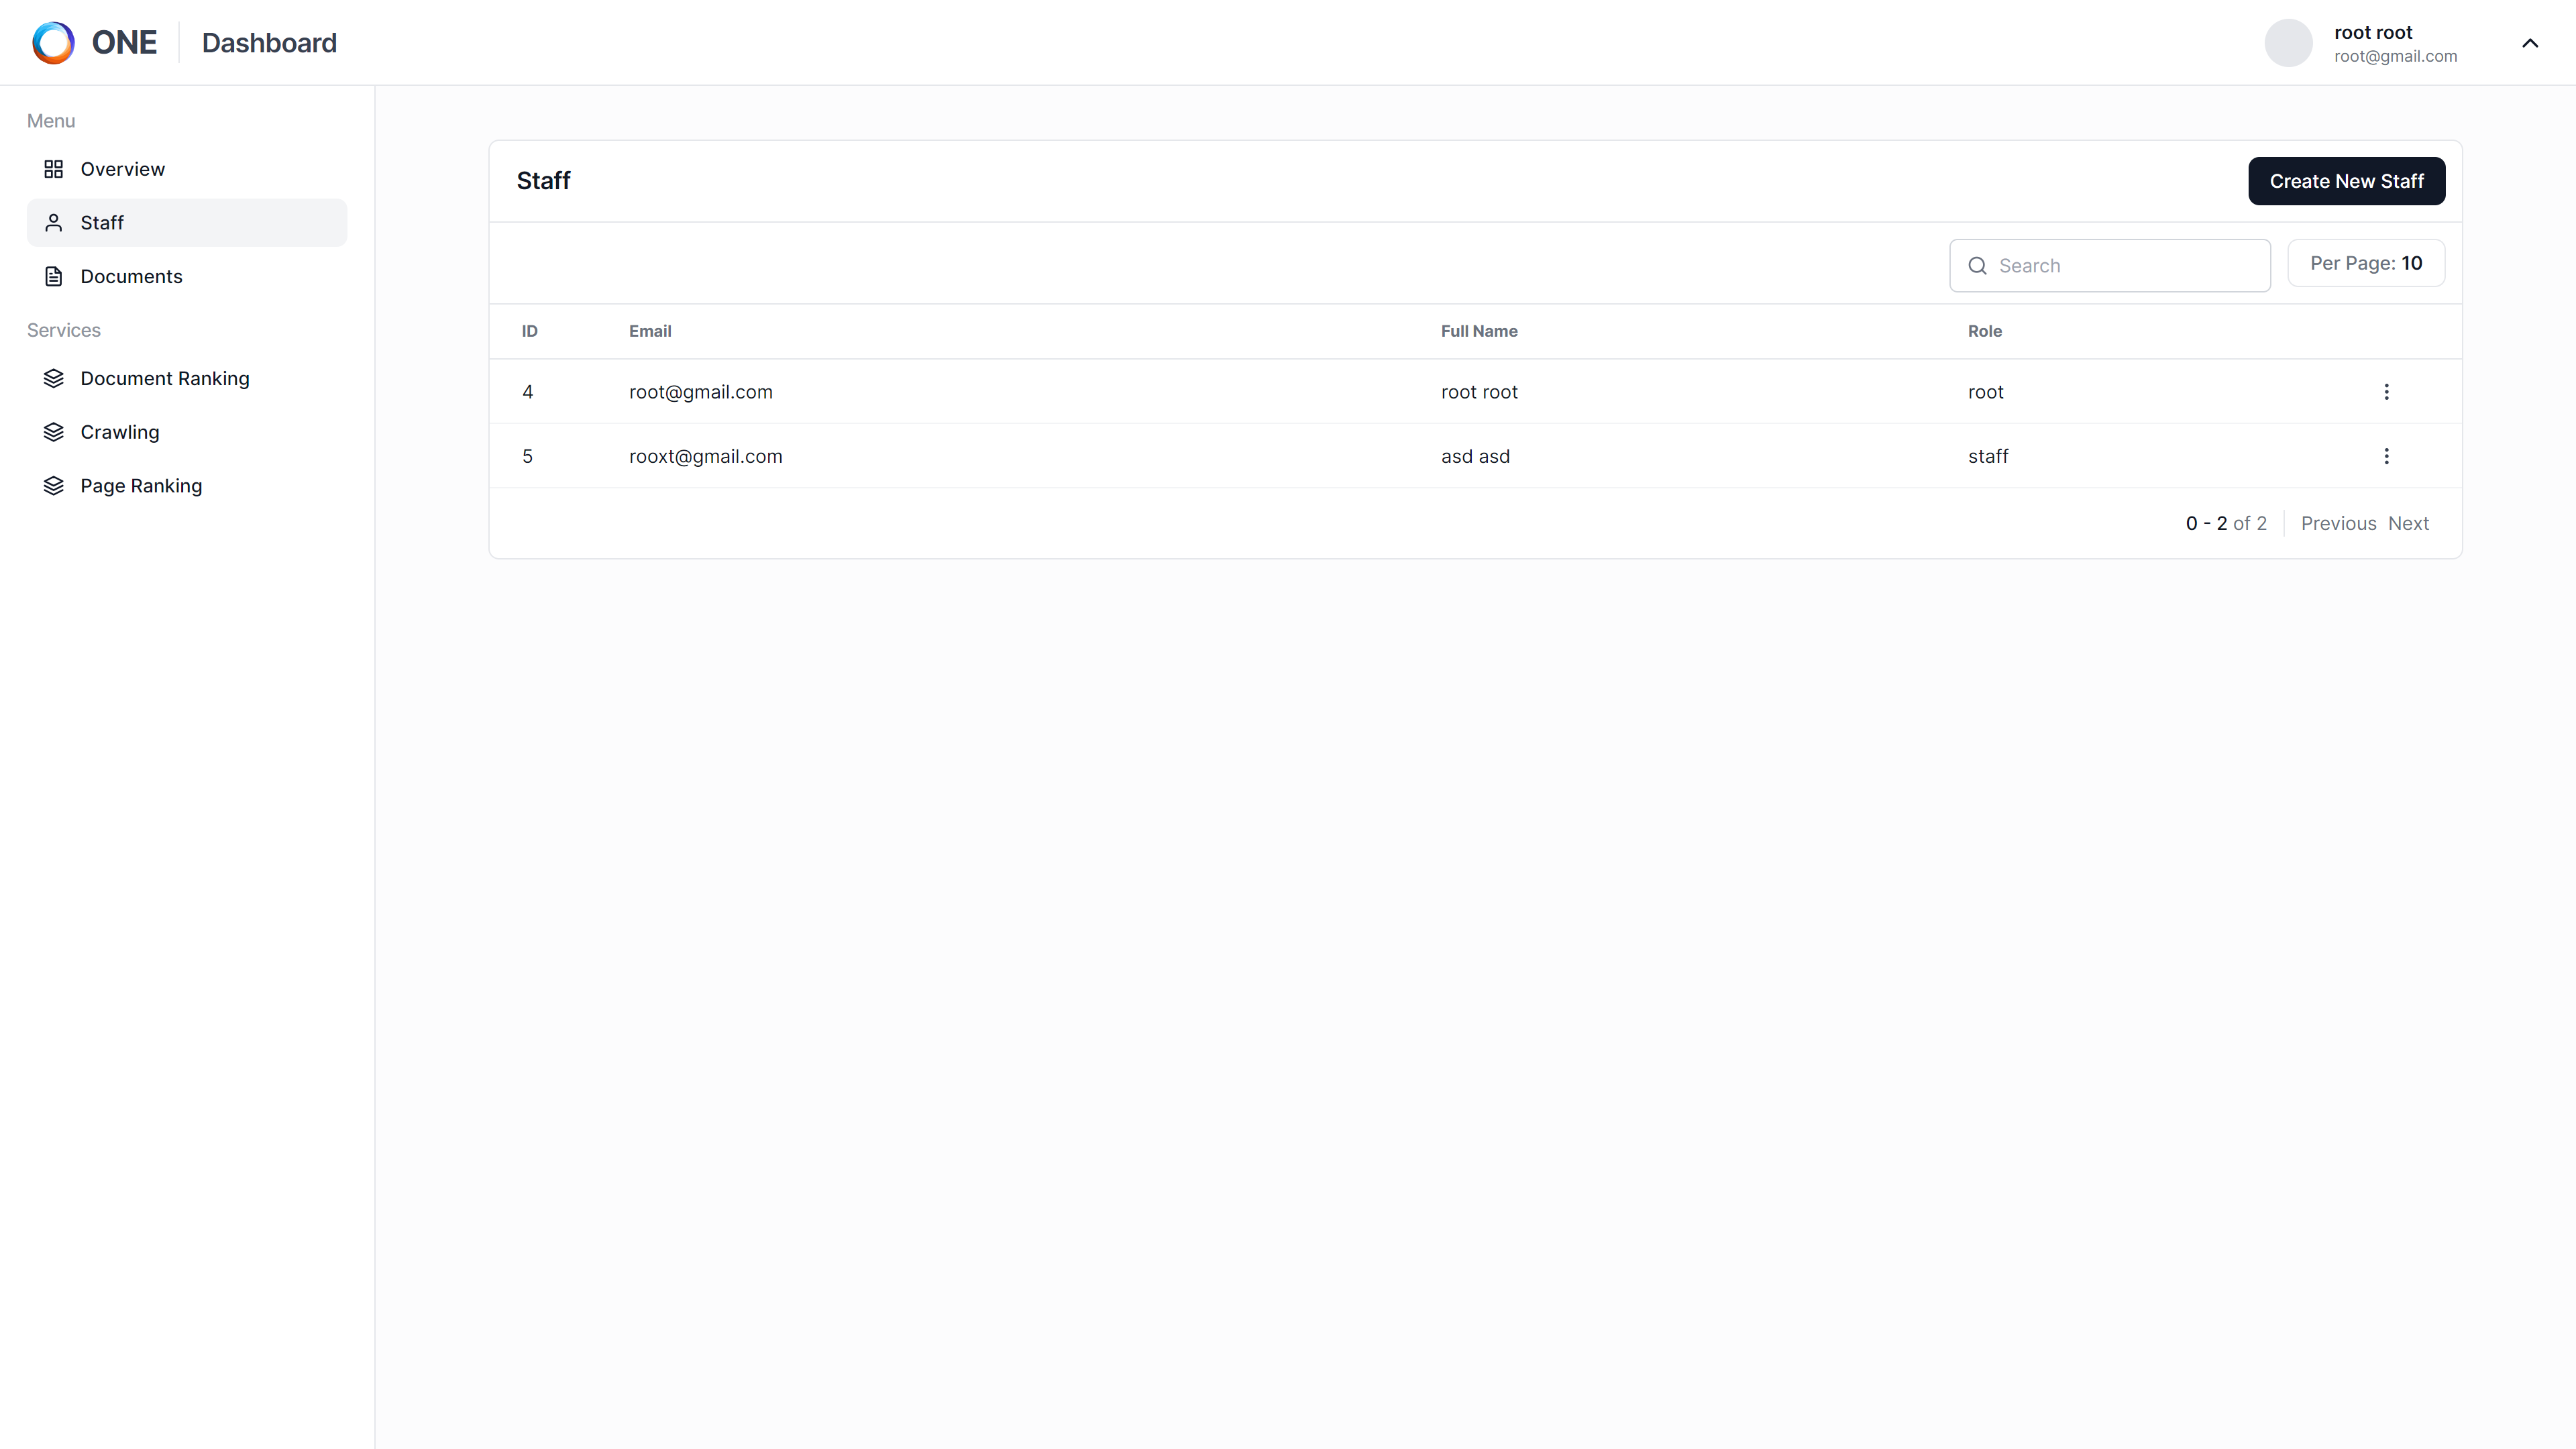 ONE Dashboard
root root
root@gmail.com
Menu
Overview
Staff
Documents
Services
Document Ranking
Crawling
Page Ranking
Staff
Create New Staff
Search
Per Page: 10
ID Email Full Name Role
4 root@gmail.com root root root
5 rooxt@gmail.com asd asd staff
0 - 2 of 2 Previous Next